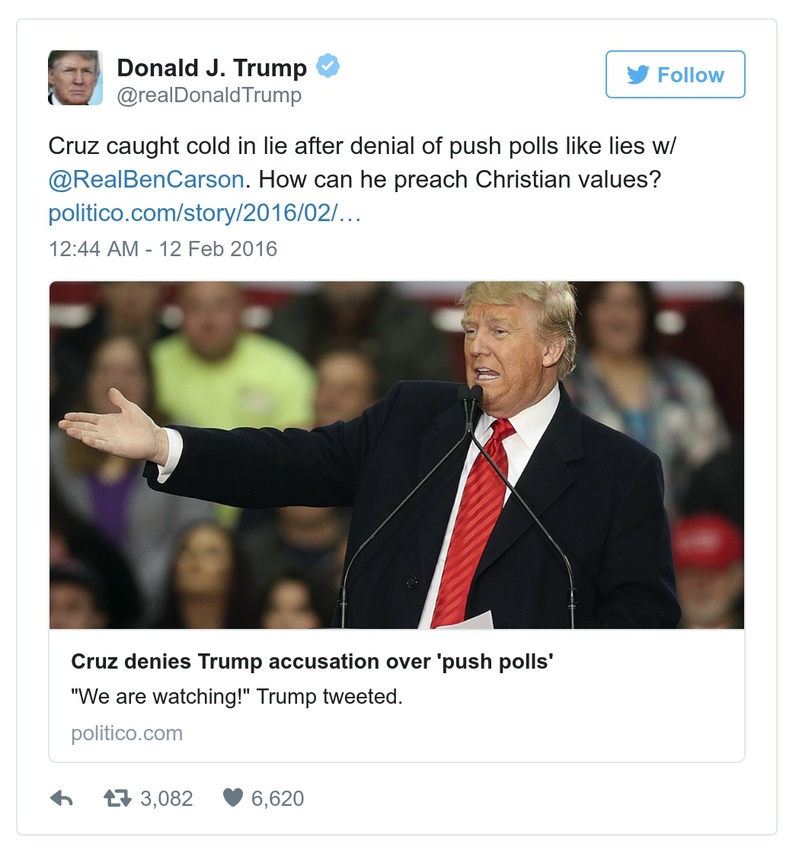 Donald J. Trump
@realDonaldTrump
Follow
Cruz caught cold in lie after denial of push polls like lies w/
@RealBenCarson. How can he preach Christian values?
politico.com/story/2016/02/…
12:44 AM - 12 Feb 2016
Cruz denies Trump accusation over 'push polls'
"We are watching!" Trump tweeted.
politico.com
3,082
6,620